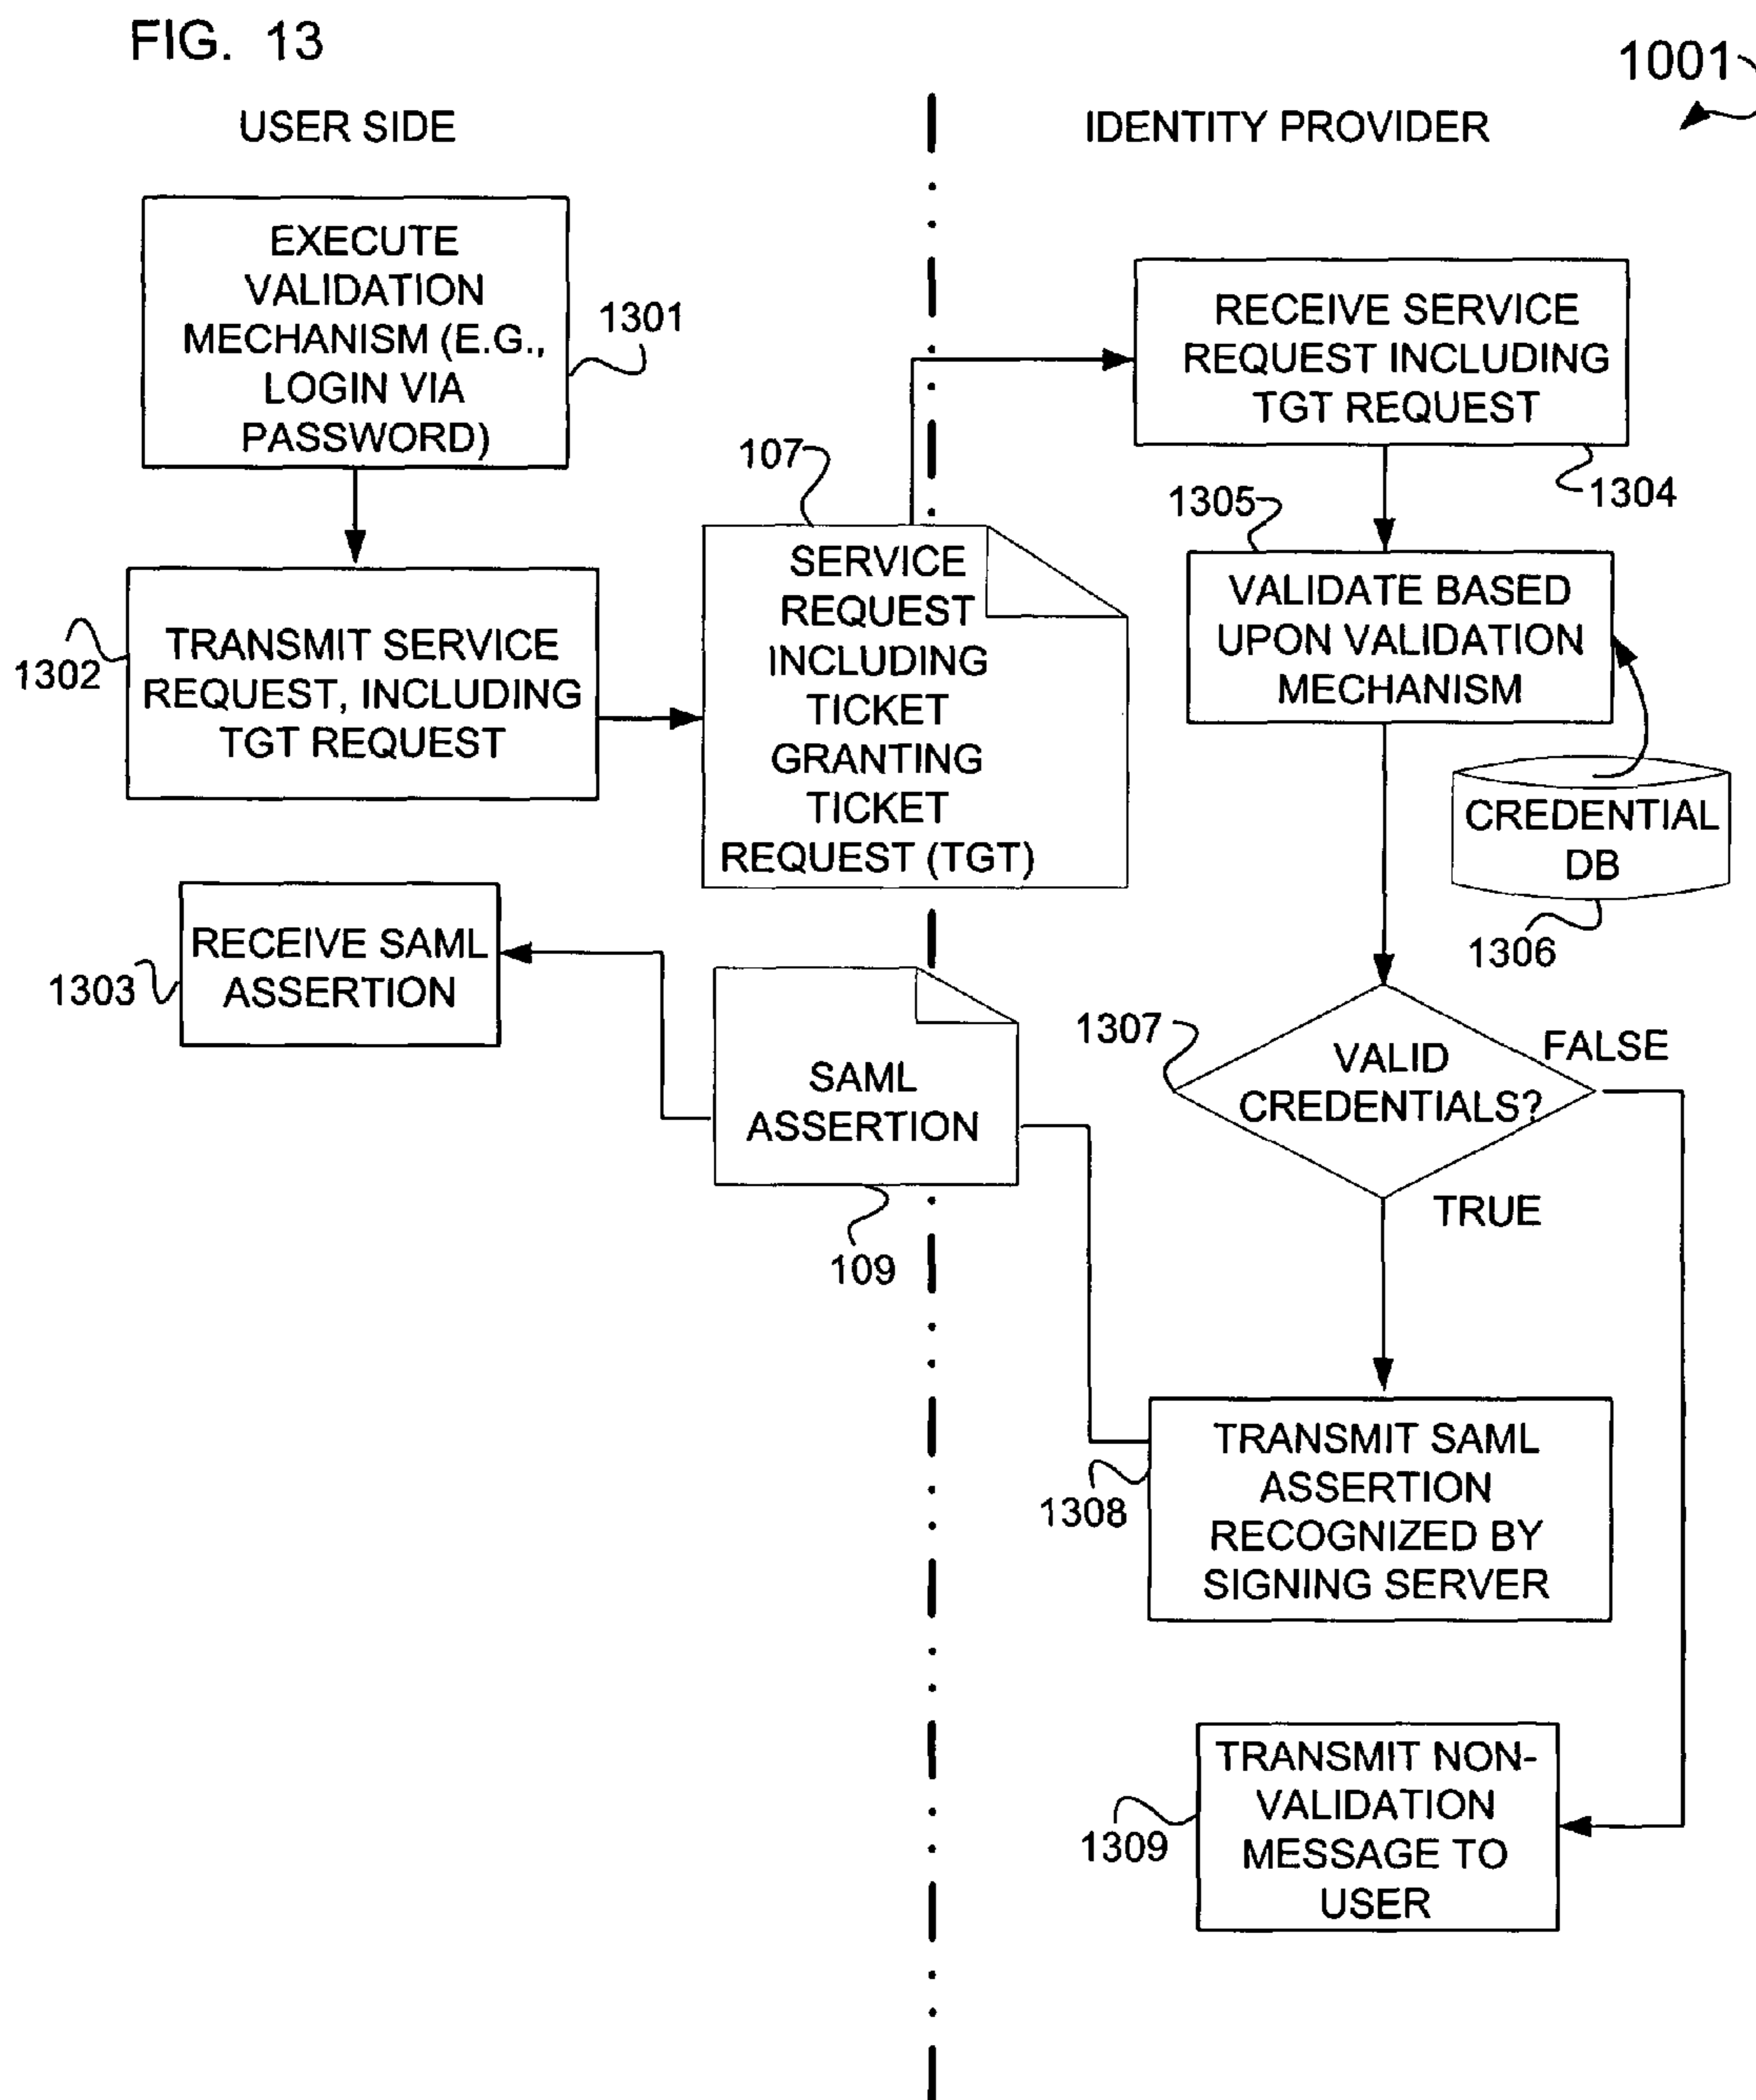 FIG. 13
1001
USER SIDE
IDENTITY PROVIDER
EXECUTE
VALIDATION
MECHANISM (E.G.,
LOGIN VIA
PASSWORD)
1301
TRANSMIT SERVICE
REQUEST, INCLUDING
TGT REQUEST
1302
107
SERVICE
REQUEST
INCLUDING
TICKET
GRANTING
TICKET
REQUEST (TGT)
RECEIVE SERVICE
REQUEST INCLUDING
TGT REQUEST
1304
1305
VALIDATE BASED
UPON VALIDATION
MECHANISM
CREDENTIAL
DB
1306
RECEIVE SAML
ASSERTION
1303
SAML
ASSERTION
109
1307
VALID
CREDENTIALS?
FALSE
TRUE
TRANSMIT SAML
ASSERTION
RECOGNIZED BY
SIGNING SERVER
1308
TRANSMIT NON-
VALIDATION
MESSAGE TO
USER
1309